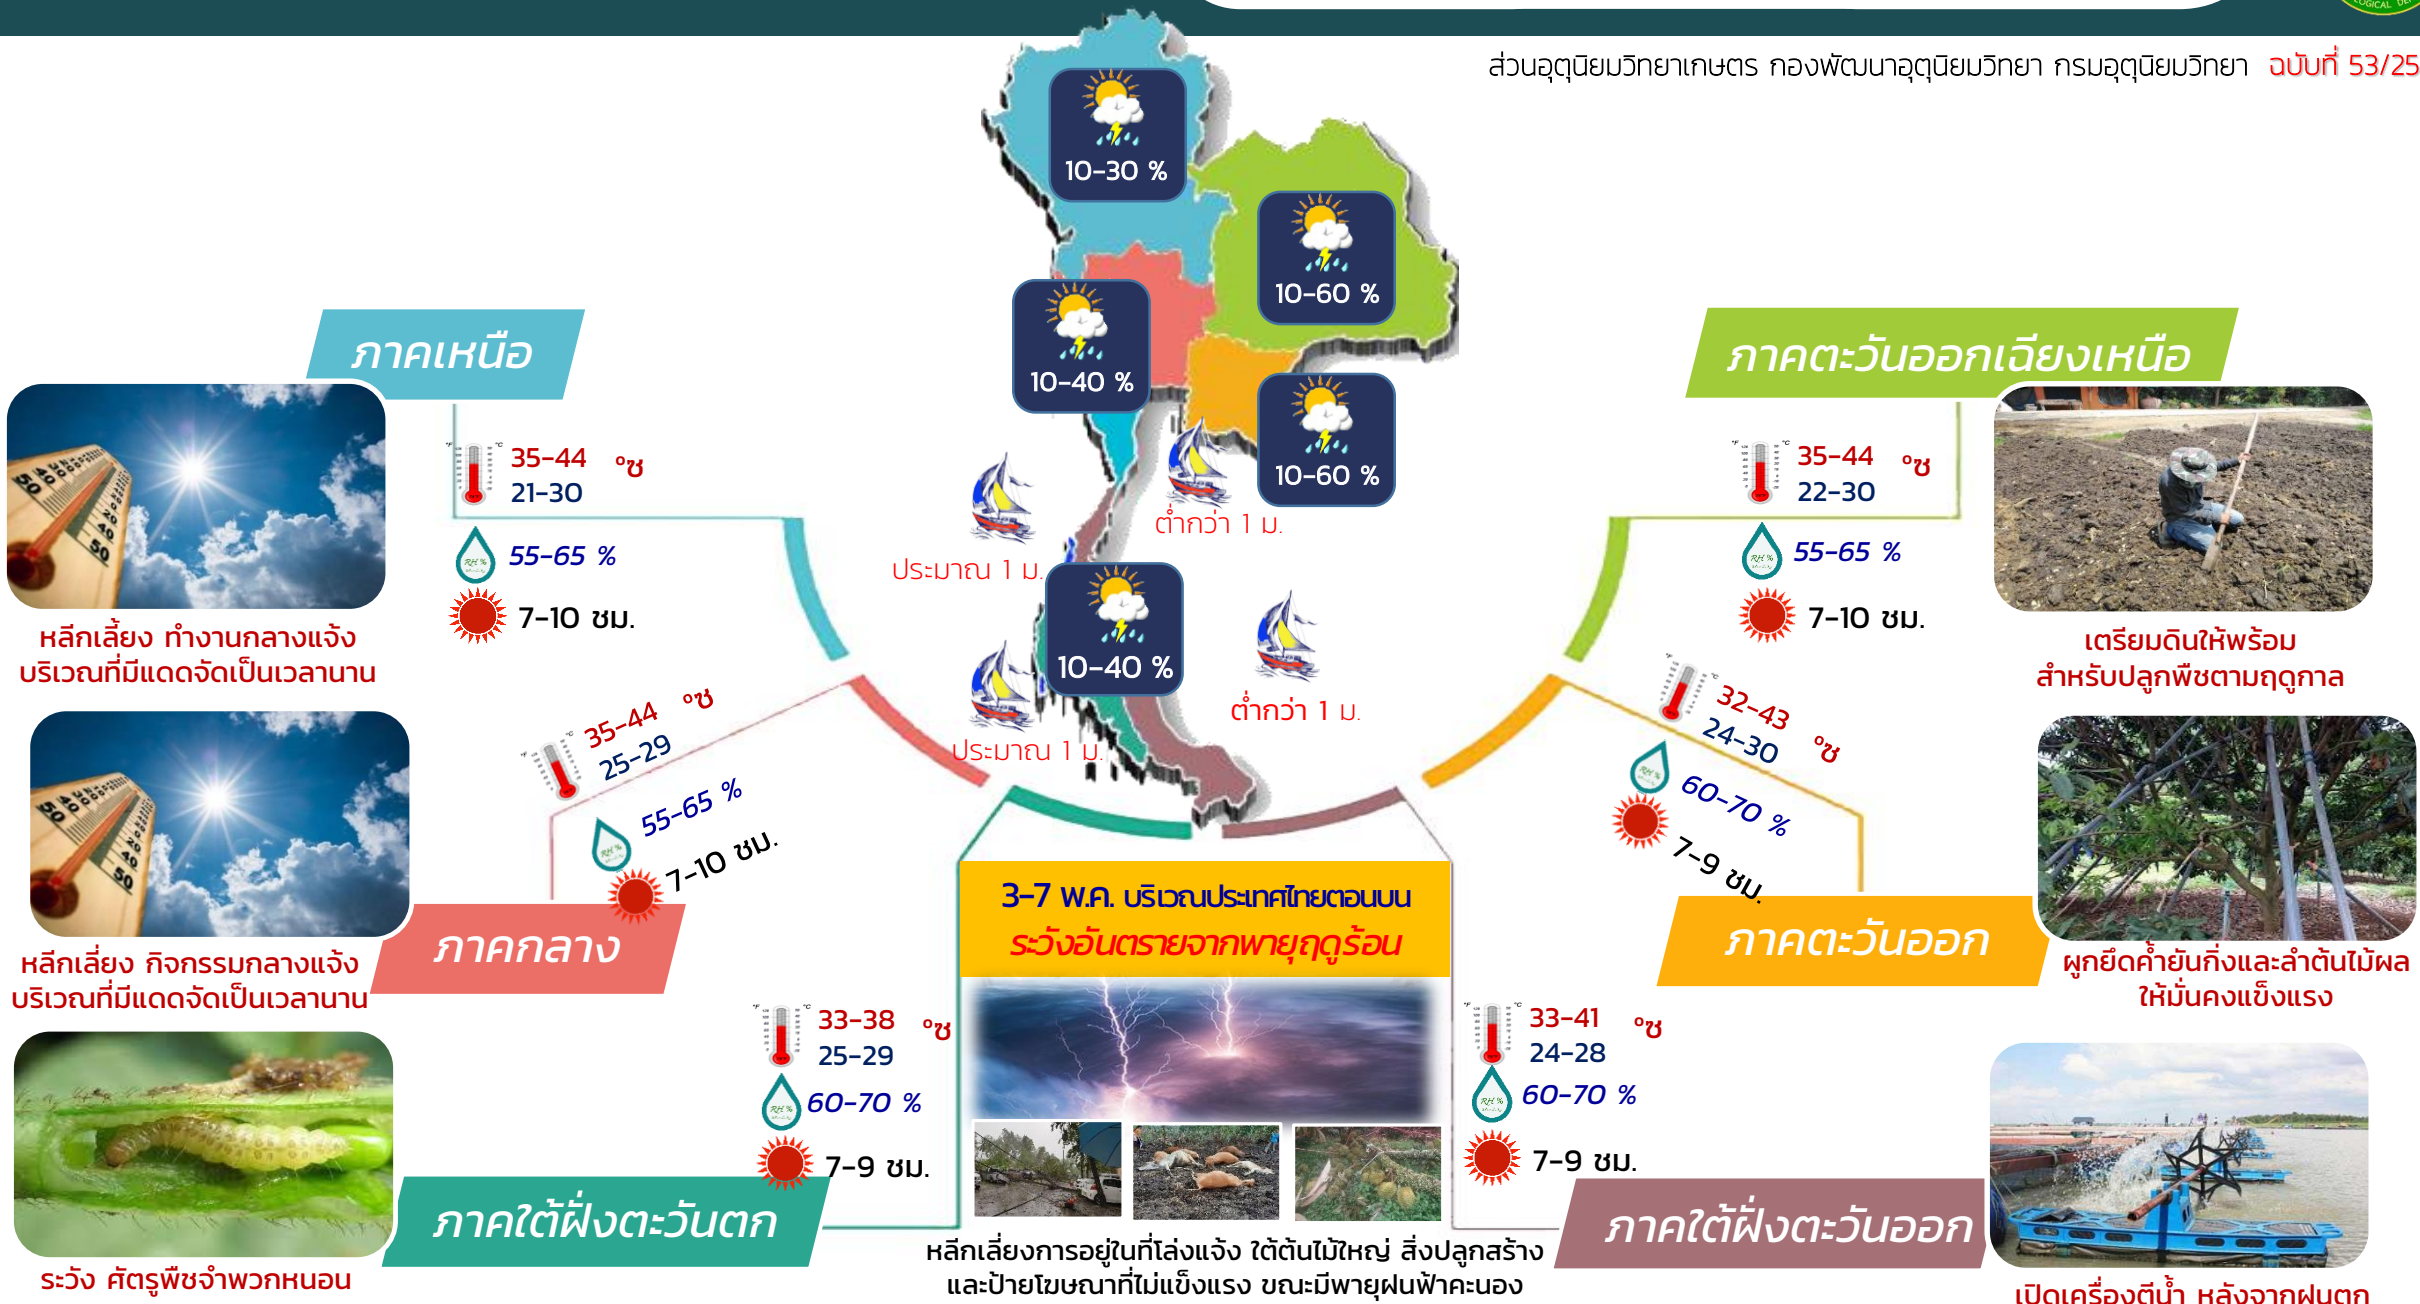 ส่วนอุตุนิยมวิทยาเกษตร กองพัฒนาอุตุนิยมวิทยา กรมอุตุนิยมวิทยา ฉบับที่ 53/25
10-30 %
10-60 %
10-40 %
10-60 %
ต่ำกว่า 1 ม.
ประมาณ 1 ม.
10-40 %
ต่ำกว่า 1 ม.
ประมาณ 1 ม.
ภาคเหนือ
35-44 °ซ
21-30
55-65 %
7-10 ชม.
หลีกเลี้ยง ทำงานกลางแจ้ง
บริเวณที่มีแดดจัดเป็นเวลานาน
ภาคตะวันออกเฉียงเหนือ
35-44 °ซ
22-30
55-65 %
7-10 ชม.
เตรียมดินให้พร้อม
สำหรับปลูกพืชตามฤดูกาล
35-44 °ซ
25-29
55-65 %
7-10 ชม.
ภาคกลาง
หลีกเลี่ยง กิจกรรมกลางแจ้ง
บริเวณที่มีแดดจัดเป็นเวลานาน
32-43 °ซ
24-30
60-70 %
7-9 ชม.
ภาคตะวันออก
ผูกยึดค้ำยันกิ่งและลำต้นไม้ผล
ให้มั่นคงแข็งแรง
3-7 พ.ค. บริเวณประเทศไทยตอนบน
ระวังอันตรายจากพายุฤดูร้อน
33-38 °ซ
25-29
60-70 %
7-9 ชม.
ภาคใต้ฝั่งตะวันตก
ระวัง ศัตรูพืชจำพวกหนอน
33-41 °ซ
24-28
60-70 %
7-9 ชม.
ภาคใต้ฝั่งตะวันออก
เปิดเครื่องตีน้ำ หลังจากฝนตก
หลีกเลี่ยงการอยู่ในที่โล่งแจ้ง ใต้ต้นไม้ใหญ่ สิ่งปลูกสร้าง
และป้ายโฆษณาที่ไม่แข็งแรง ขณะมีพายุฝนฟ้าคะนอง